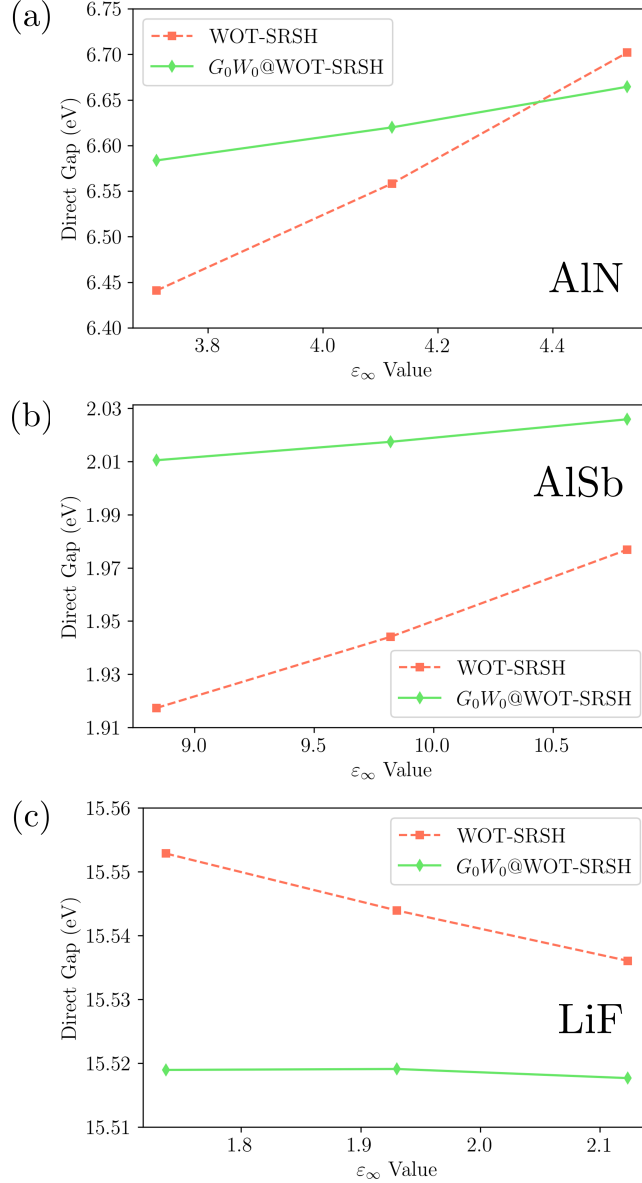 (a)
6.75
6.70
6.65
6.60
6.55
6.50
6.45
6.40
Direct Gap (eV)
WOT-SRSH
G₀W₀@WOT-SRSH
AlN
3.8 4.0 4.2 4.4
ε∞ Value
(b)
2.03
2.01
1.99
1.97
1.95
1.93
1.91
Direct Gap (eV)
AlSb
WOT-SRSH
G₀W₀@WOT-SRSH
9.0 9.5 10.0 10.5
ε∞ Value
(c)
15.56
15.55
15.54
15.53
15.52
15.51
Direct Gap (eV)
WOT-SRSH
G₀W₀@WOT-SRSH
LiF
1.8 1.9 2.0 2.1
ε∞ Value